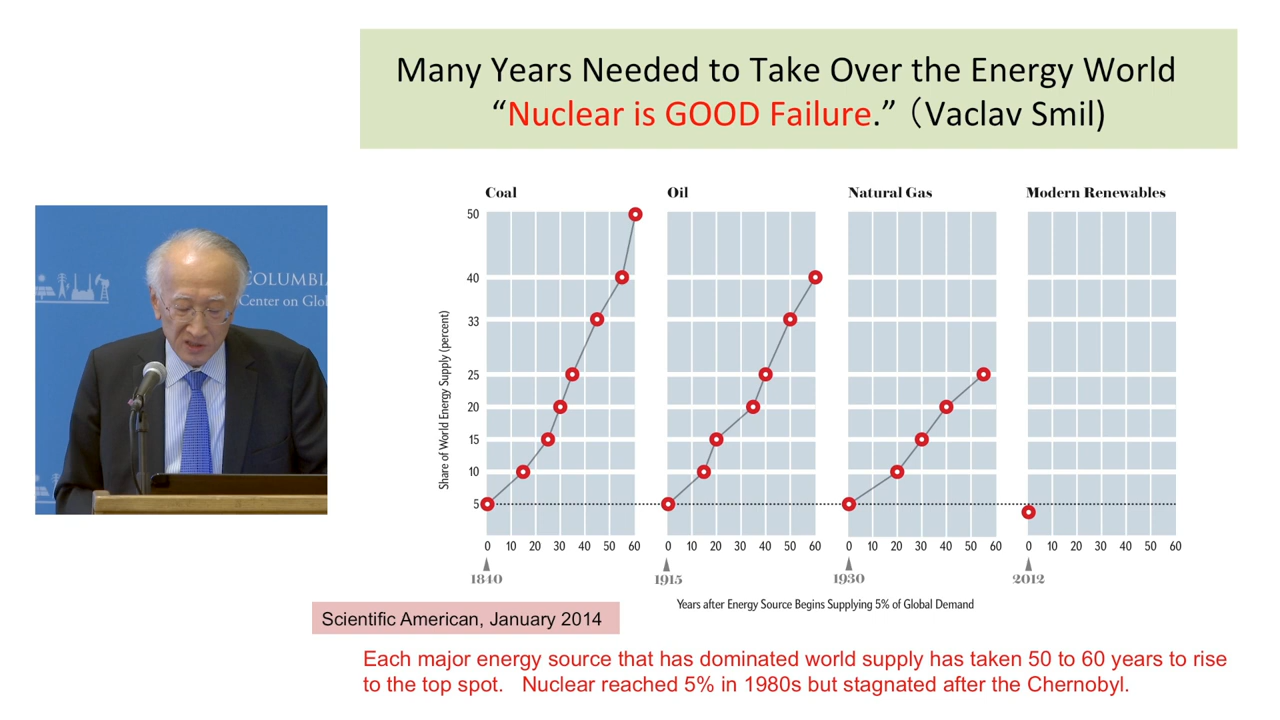 Many Years Needed to Take Over the Energy World
“Nuclear is GOOD Failure.” (Vaclav Smil)
COLUMBI
Center on Glo
Coal
Oil
Natural Gas
Modern Renewables
Share of World Energy Supply (percent)
50
40
33
25
20
15
10
5
0 10 20 30 40 50 60
0 10 20 30 40 50 60
0 10 20 30 40 50 60
0 10 20 30 40 50 60
1840
1915
1930
2012
Years after Energy Source Begins Supplying 5% of Global Demand
Scientific American, January 2014
Each major energy source that has dominated world supply has taken 50 to 60 years to rise
to the top spot. Nuclear reached 5% in 1980s but stagnated after the Chernobyl.